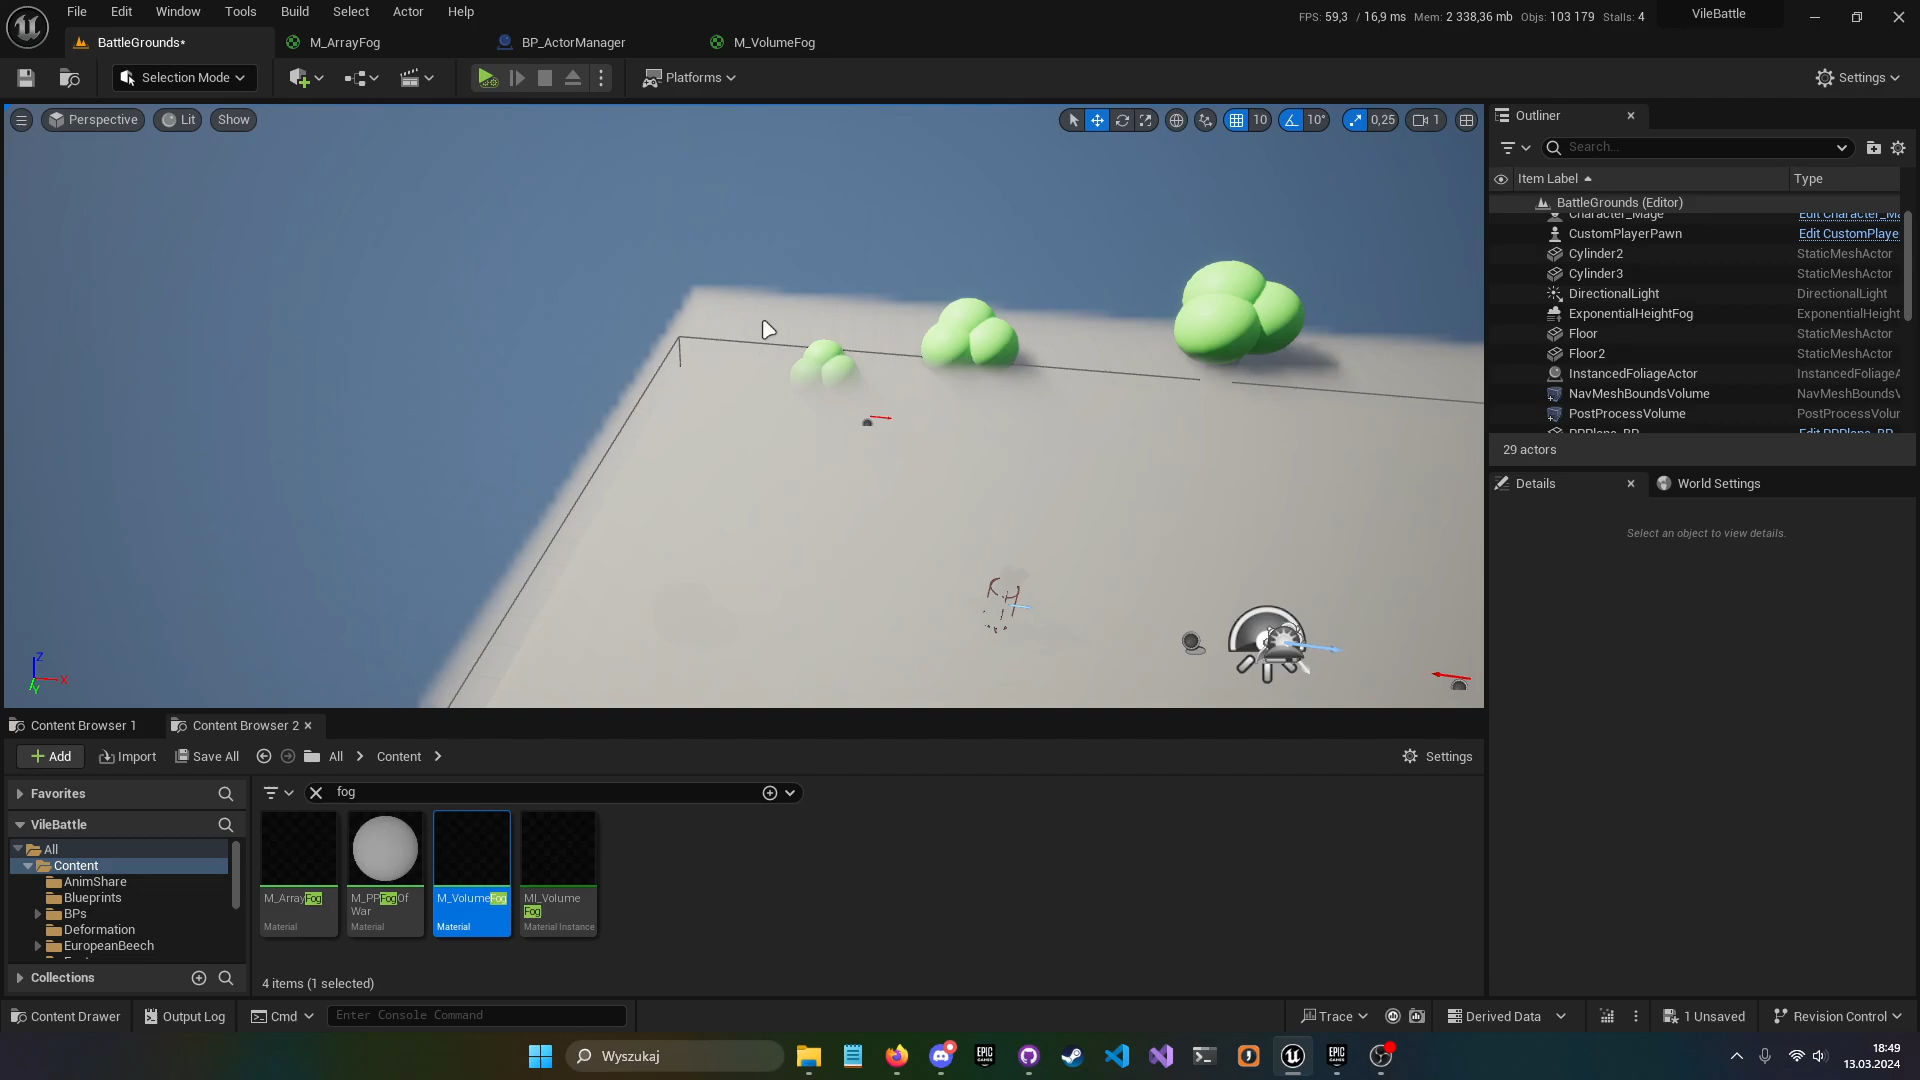 File Edit Window Tools Build Select Actor Help
FPS: 59,3 / 16,9 ms Mem: 2 338,36 mb Objs: 103 179 Stalls: 4
VileBattle
BattleGrounds*
M_ArrayFog
BP_ActorManager
M_VolumeFog
Selection Mode
Platforms
Settings
Perspective
Lit
Show
10
10°
0,25
1
Z
X
Y
Outliner
Search...
Item Label
Type
BattleGrounds (Editor)
Character_Mage Edit Character_Ma
CustomPlayerPawn Edit CustomPlaye
Cylinder2 StaticMeshActor
Cylinder3 StaticMeshActor
DirectionalLight DirectionalLight
ExponentialHeightFog ExponentialHeight
Floor StaticMeshActor
Floor2 StaticMeshActor
InstancedFoliageActor InstancedFoliageA
NavMeshBoundsVolume NavMeshBoundsV
PostProcessVolume PostProcessVolur
PPPlane_BP Edit PPPlane_BP
29 actors
Details
World Settings
Select an object to view details.
Content Browser 1
Content Browser 2
Add
Import
Save All
All
Content
Settings
Favorites
VileBattle
All
Content
AnimShare
Blueprints
BPs
Deformation
EuropeanBeech
Collections
fog
M_ArrayFog
Material
M_PPFogOf
War
Material
M_VolumeFog
Material
MI_Volume
Fog
Material Instance
4 items (1 selected)
Content Drawer
Output Log
Cmd
Enter Console Command
Trace
Derived Data
1 Unsaved
Revision Control
Wyszukaj
EPIC
GAMES
EPIC
GAMES
18:49
13.03.2024